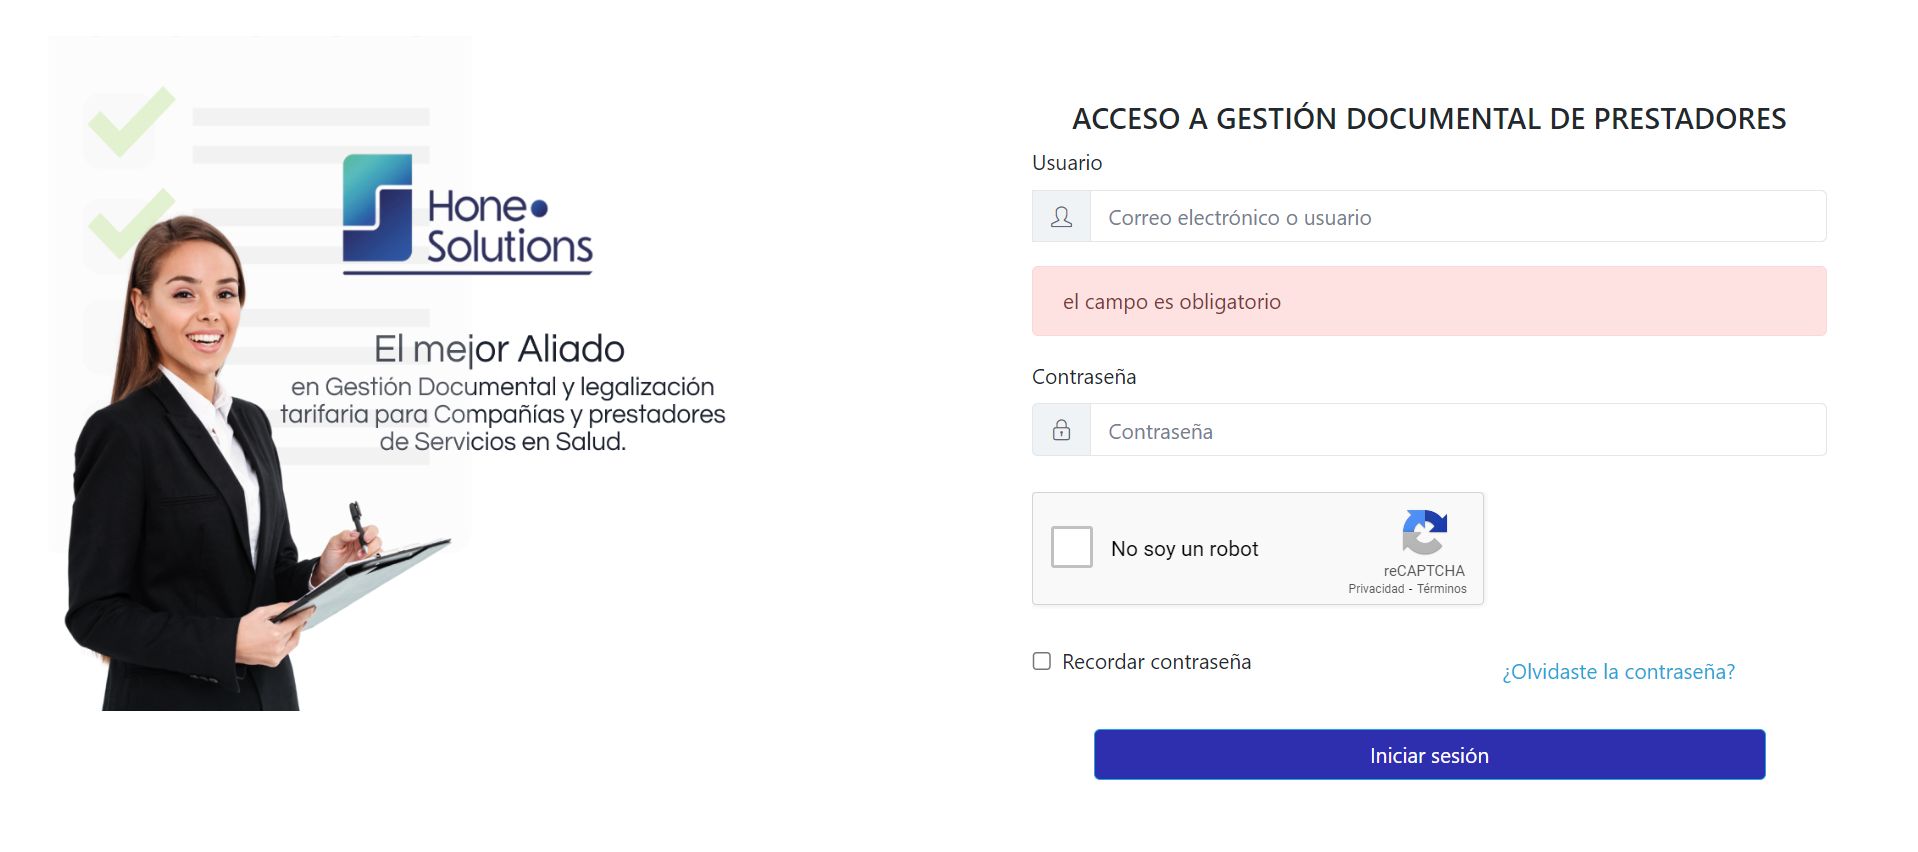 Hone
Solutions
El mejor Aliado
en Gestión Documental y legalización
tarifaria para Compañías y prestadores
de Servicios en Salud.
ACCESO A GESTIÓN DOCUMENTAL DE PRESTADORES
Usuario
Correo electrónico o usuario
el campo es obligatorio
Contraseña
Contraseña
No soy un robot
reCAPTCHA
Privacidad - Términos
Recordar contraseña
¿Olvidaste la contraseña?
Iniciar sesión